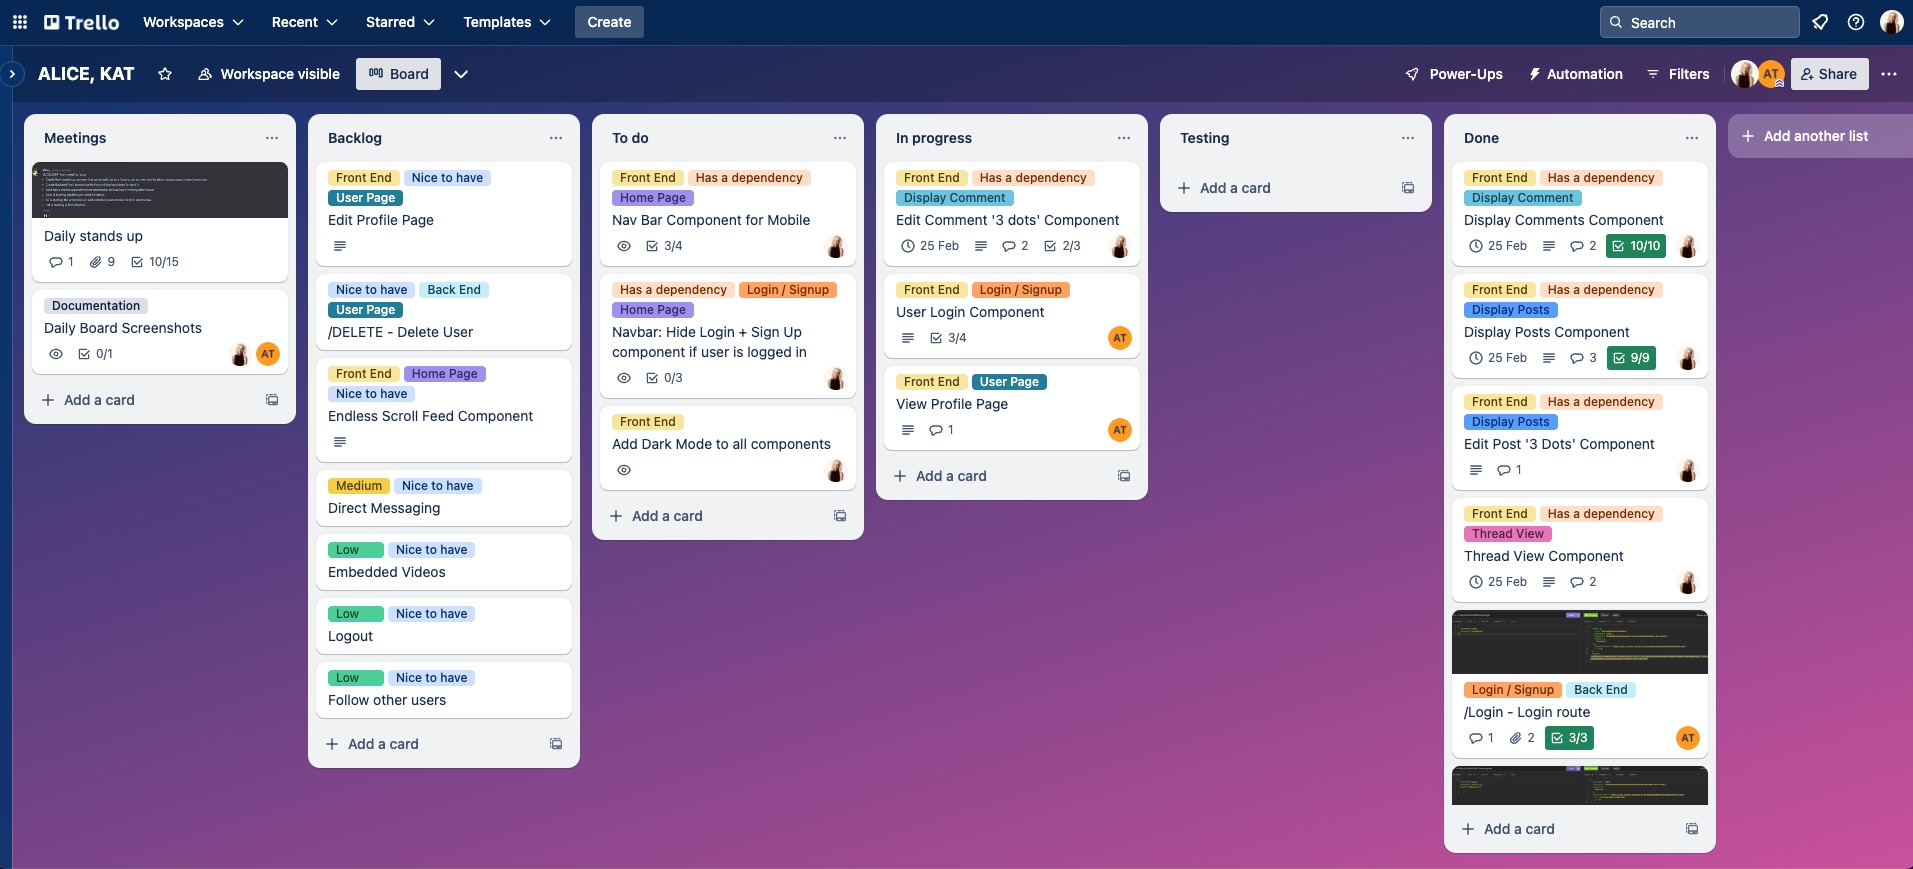 Trello
Workspaces
Recent
Starred
Templates
Create
Search
ALICE, KAT
Workspace visible
Board
Power-Ups
Automation
Filters
AT
Share
Meetings
Daily stands up
1 9 10/15
Documentation
Daily Board Screenshots
0/1 AT
+ Add a card
Backlog
Front End Nice to have
User Page
Edit Profile Page
Nice to have Back End
User Page
/DELETE - Delete User
Front End Home Page
Nice to have
Endless Scroll Feed Component
Medium Nice to have
Direct Messaging
Low Nice to have
Embedded Videos
Low Nice to have
Logout
Low Nice to have
Follow other users
+ Add a card
To do
Front End Has a dependency
Home Page
Nav Bar Component for Mobile
3/4
Has a dependency Login / Signup
Home Page
Navbar: Hide Login + Sign Up
component if user is logged in
0/3
Front End
Add Dark Mode to all components
+ Add a card
In progress
Front End Has a dependency
Display Comment
Edit Comment '3 dots' Component
25 Feb 2 2/3
Front End Login / Signup
User Login Component
3/4 AT
Front End User Page
View Profile Page
1 AT
+ Add a card
Testing
+ Add a card
Done
Front End Has a dependency
Display Comment
Display Comments Component
25 Feb 2 10/10
Front End Has a dependency
Display Posts
Display Posts Component
25 Feb 3 9/9
Front End Has a dependency
Display Posts
Edit Post '3 Dots' Component
1
Front End Has a dependency
Thread View
Thread View Component
25 Feb 2
Login / Signup Back End
/Login - Login route
1 2 3/3 AT
+ Add a card
+ Add another list